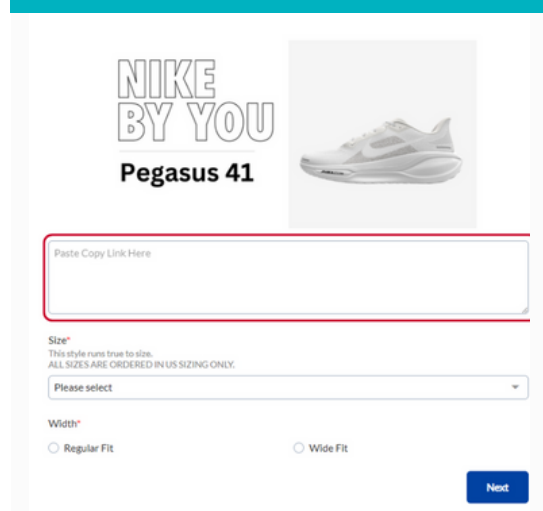 NIKE
BY YOU
Pegasus 41
Paste Copy Link Here
Size*
This style runs true to size.
ALL SIZES ARE ORDERED IN US SIZING ONLY.
Please select
Width*
Regular Fit
Wide Fit
Next